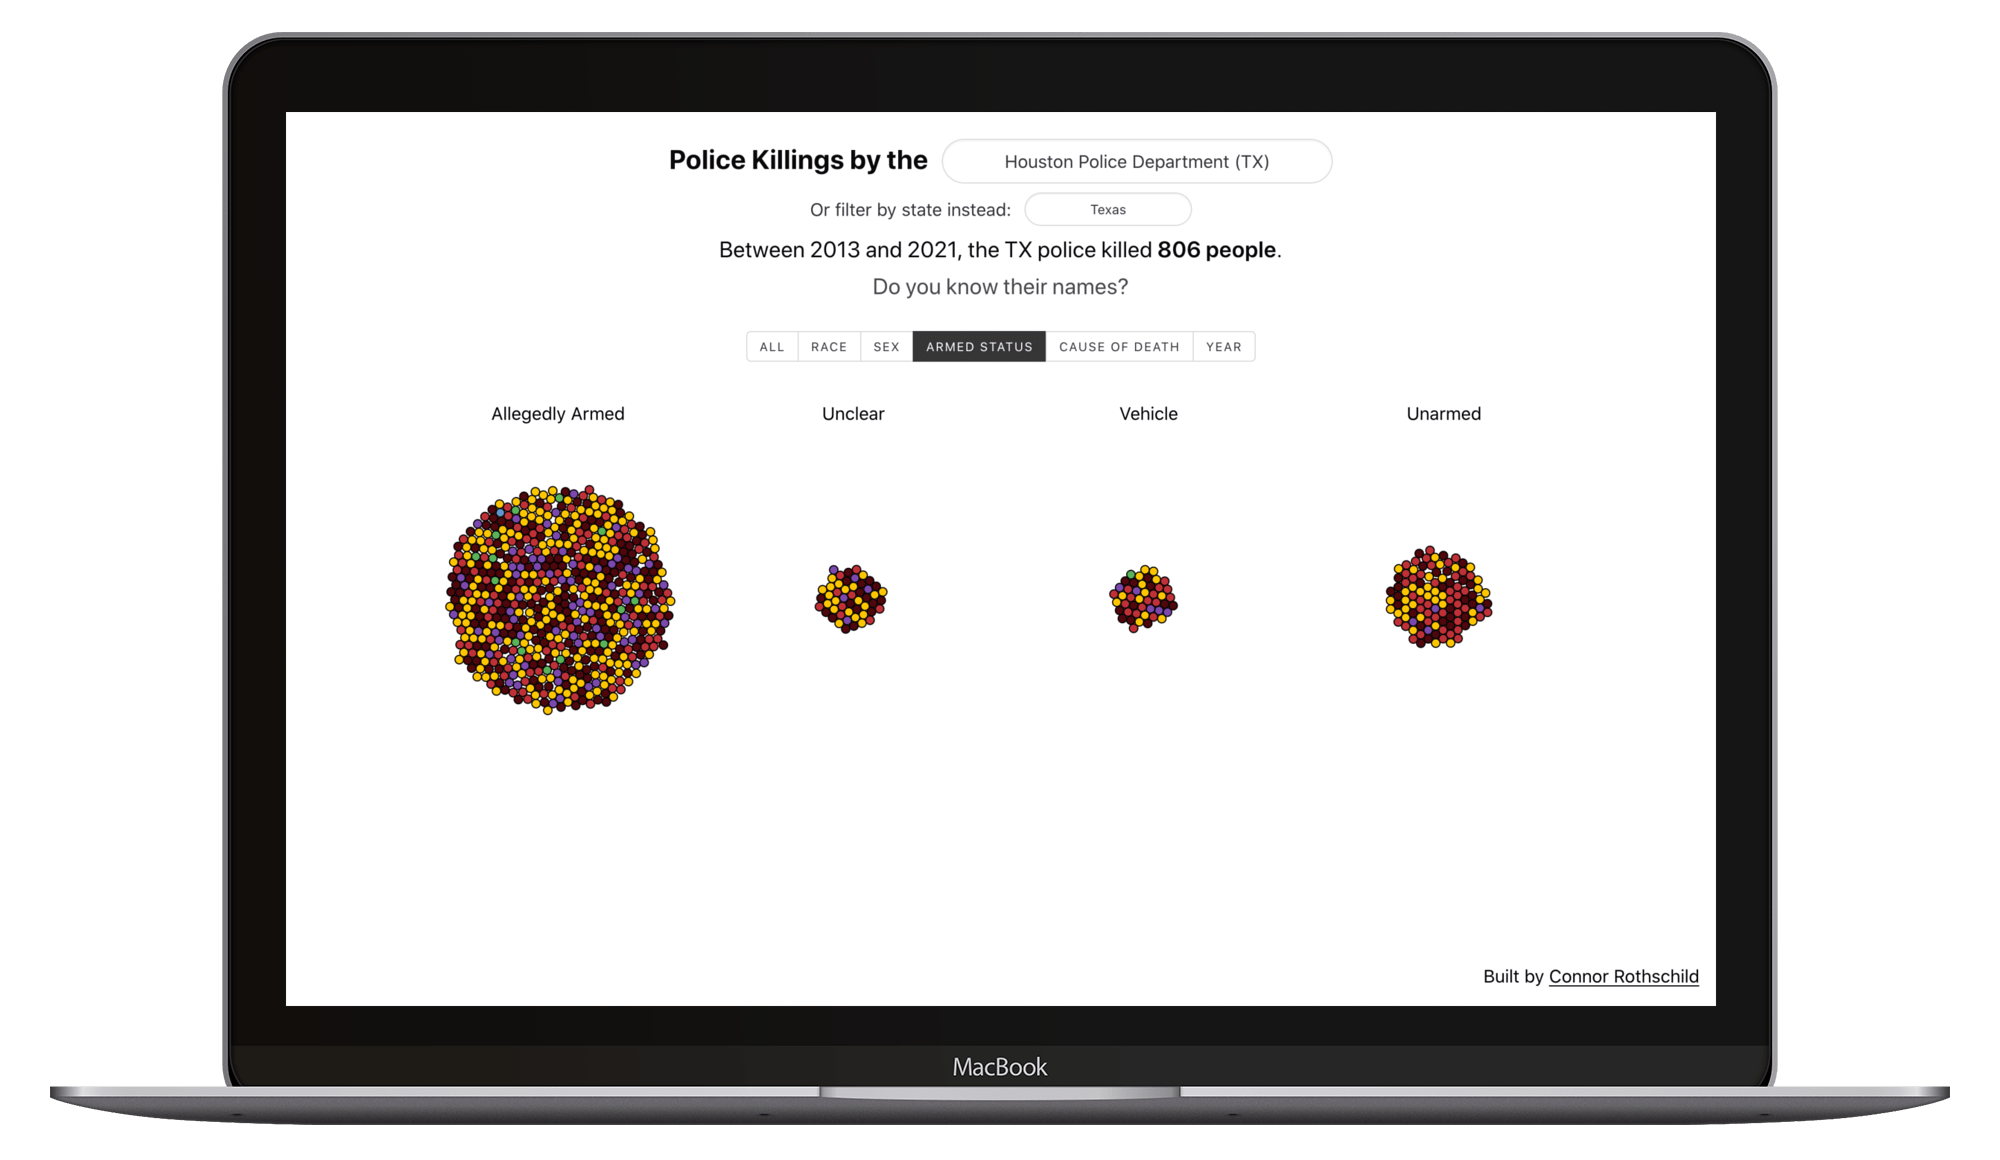 Police Killings by the Houston Police Department (TX)
Or filter by state instead: Texas
Between 2013 and 2021, the TX police killed 806 people.
Do you know their names?
ALL RACE SEX ARMED STATUS CAUSE OF DEATH YEAR
Allegedly Armed Unclear Vehicle Unarmed
Built by Connor Rothschild
MacBook